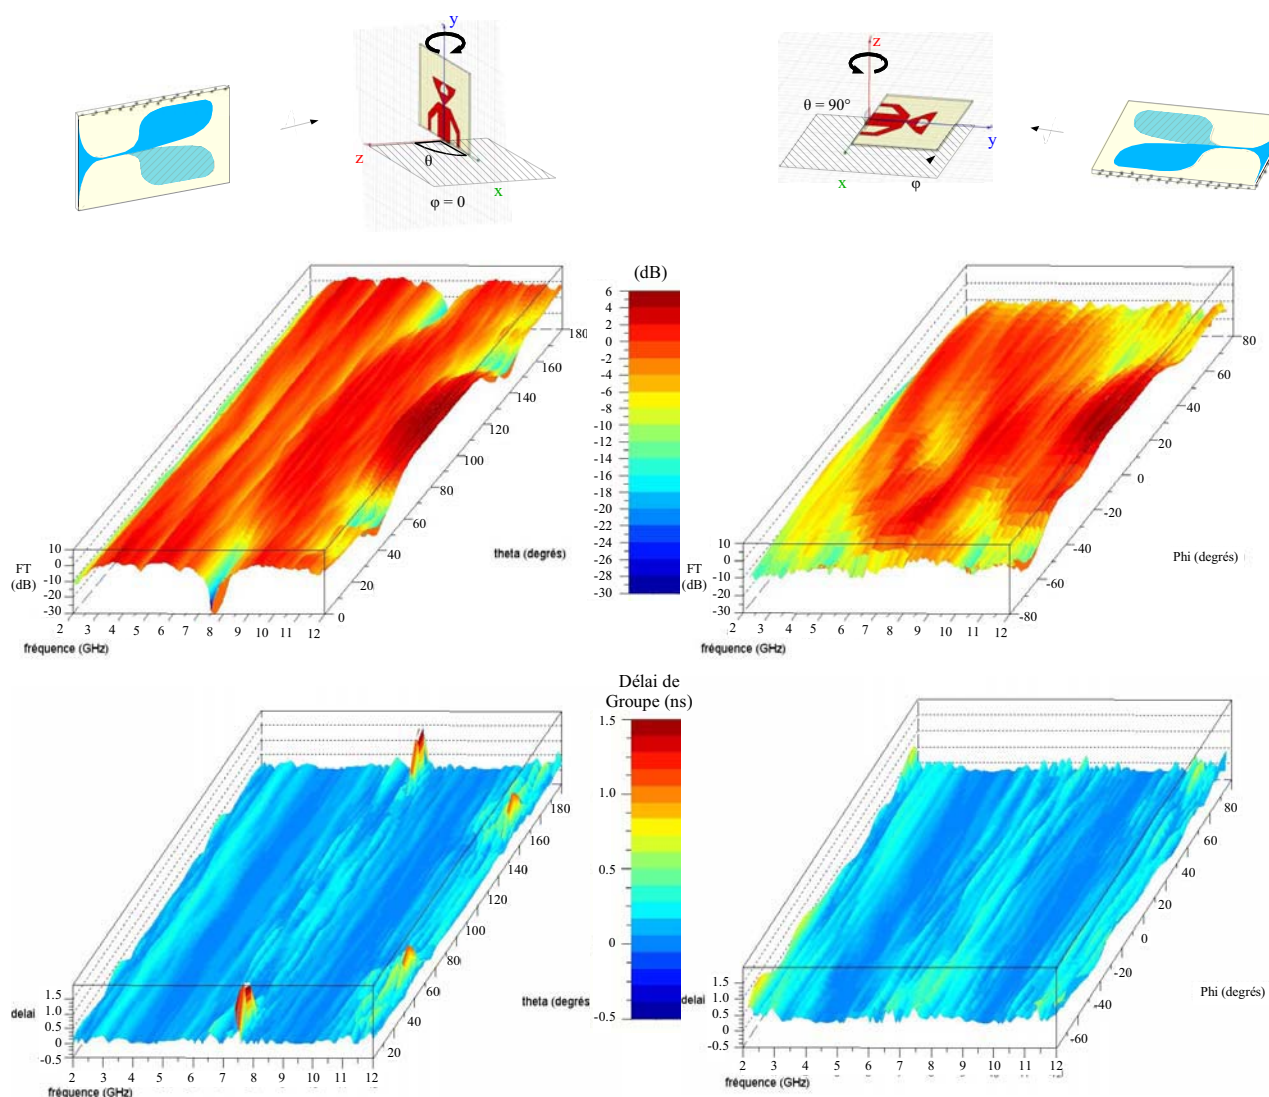 y
z
θ
x
φ = 0
z
θ = 90°
y
x
φ
(dB)
6
4
2
0
-2
-4
-6
-8
-10
-12
-14
-16
-18
-20
-22
-24
-26
-28
-30
10
0
-10
-20
-30
FT
(dB)
2 3 4 5 6 7 8 9 10 11 12
fréquence (GHz)
0
20
40
60
80
100
120
140
160
180
theta (degrés)
10
0
-10
-20
-30
FT
(dB)
2 3 4 5 6 7 8 9 10 11 12
fréquence (GHz)
-80
-60
-40
-20
0
20
40
60
80
Phi (degrés)
Délai de
Groupe (ns)
1.5
1.0
0.5
0
-0.5
1.5
1.0
0.5
0
-0.5
delai
2 3 4 5 6 7 8 9 10 11 12
fréquence (GHz)
20
40
60
80
100
120
140
160
180
theta (degrés
1.5
1.0
0.5
0
-0.5
delai
2 3 4 5 6 7 8 9 10 11 12
fréquence (GHz)
-60
-40
-20
0
20
40
60
80
Phi (degrés)